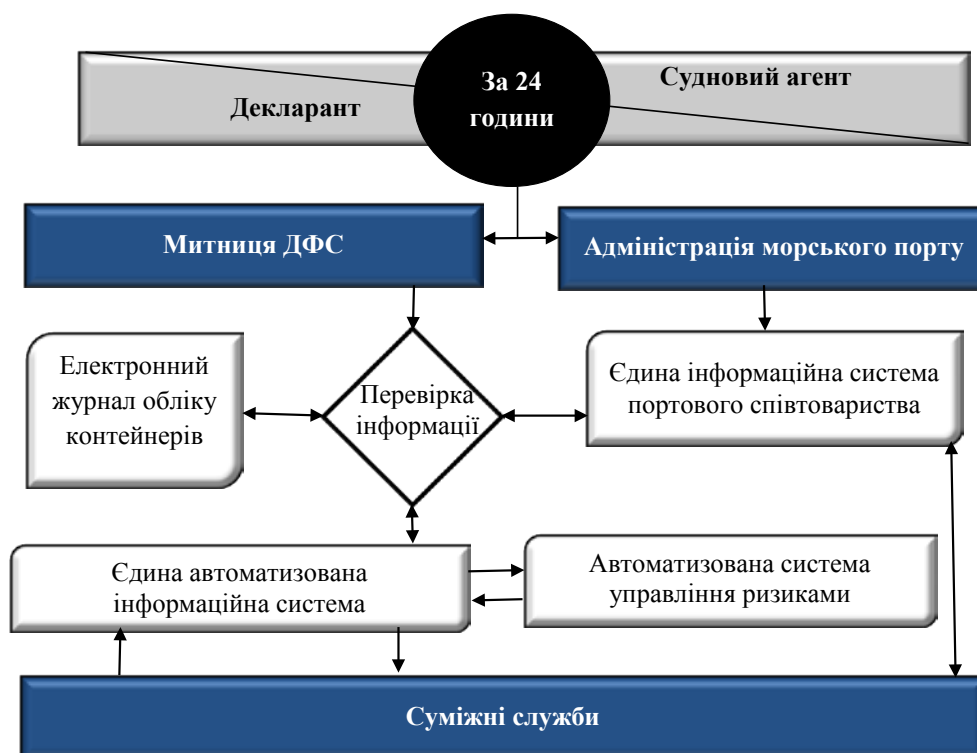 За 24
години
Судновий агент
Декларант
Митниця ДФС
Адміністрація морського порту
Електронний
журнал обліку
контейнерів
Перевірка
інформації
Єдина інформаційна система
портового співтовариства
Єдина автоматизована
інформаційна система
Автоматизована система
управління ризиками
Суміжні служби